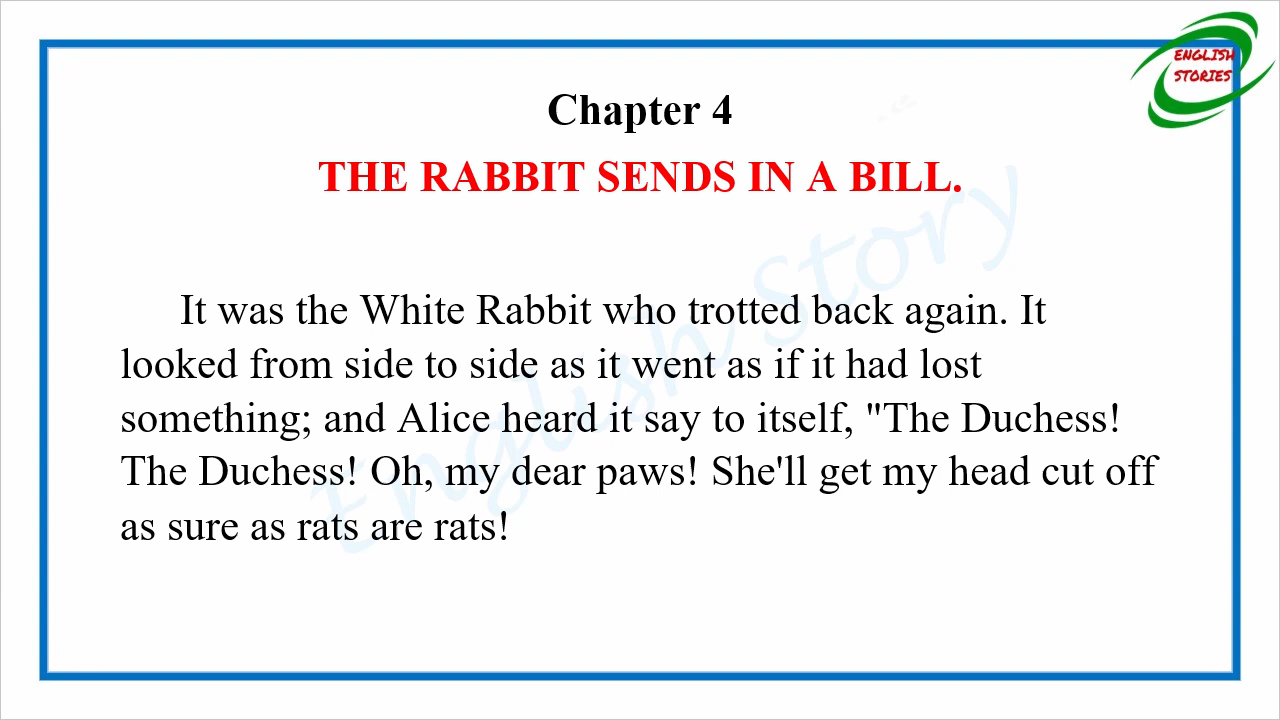 ENGLISH
STORIES
Chapter 4
THE RABBIT SENDS IN A BILL.
It was the White Rabbit who trotted back again. It
looked from side to side as it went as if it had lost
something; and Alice heard it say to itself, "The Duchess!
The Duchess! Oh, my dear paws! She'll get my head cut off
as sure as rats are rats!
English Story